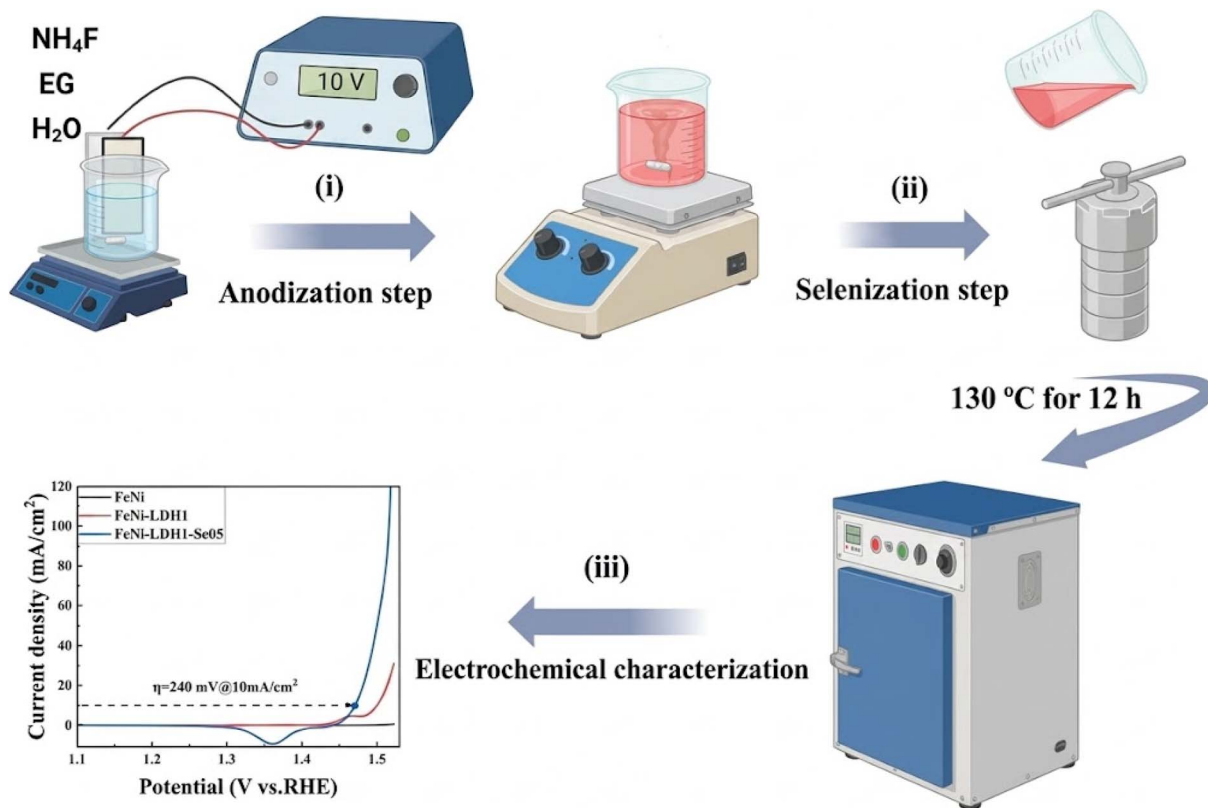 NH₄F
EG
H₂O
10 V
(i)
Anodization step
(ii)
Selenization step
130 ºC for 12 h
(iii)
Electrochemical characterization
120
100
80
60
40
20
0
FeNi
FeNi-LDH1
FeNi-LDH1-Se05
η=240 mV@10mA/cm²
1.1 1.2 1.3 1.4 1.5
Current density (mA/cm²)
Potential (V vs.RHE)